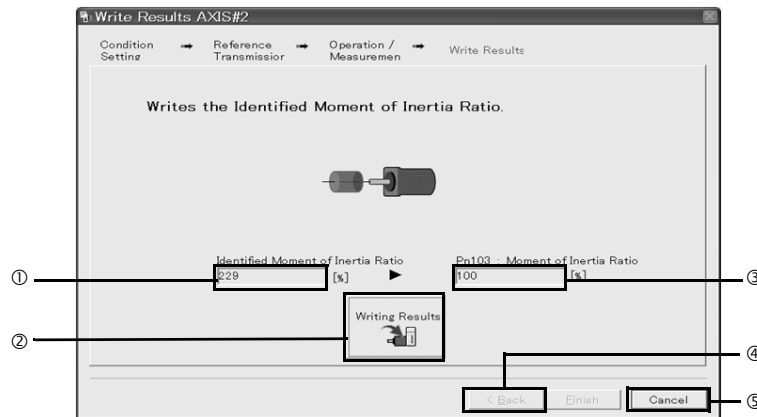 Write Results AXIS#2
Condition Setting → Reference Transmissior → Operation / Measuremen → Write Results
Writes the Identified Moment of Inertia Ratio.
Identified Moment of Inertia Ratio
Pn103 : Moment of Inertia Ratio
① 229 [%] ► 100 [%] ③
Writing Results
②
④
< Back Finish Cancel ⑤